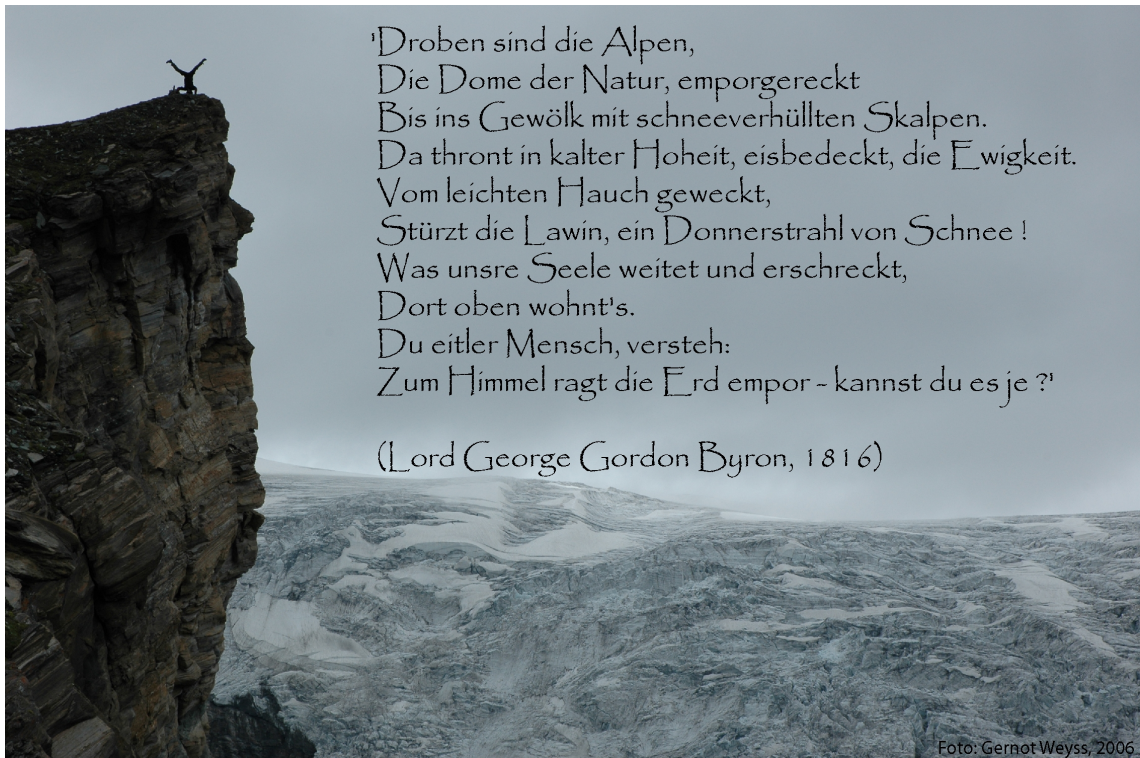 'Droben sind die Alpen,
Die Dome der Natur, emporgereckt
Bis ins Gewölk mit schneeverhüllten Skalpen.
Da thront in kalter Hoheit, eisbedeckt, die Ewigkeit.
Vom leichten Hauch geweckt,
Stürzt die Lawin, ein Donnerstrahl von Schnee !
Was unsre Seele weitet und erschreckt,
Dort oben wohnt's.
Du eitler Mensch, versteh:
Zum Himmel ragt die Erd empor - kannst du es je ?'
(Lord George Gordon Byron, 1816)
Foto: Gernot Weyss, 2006